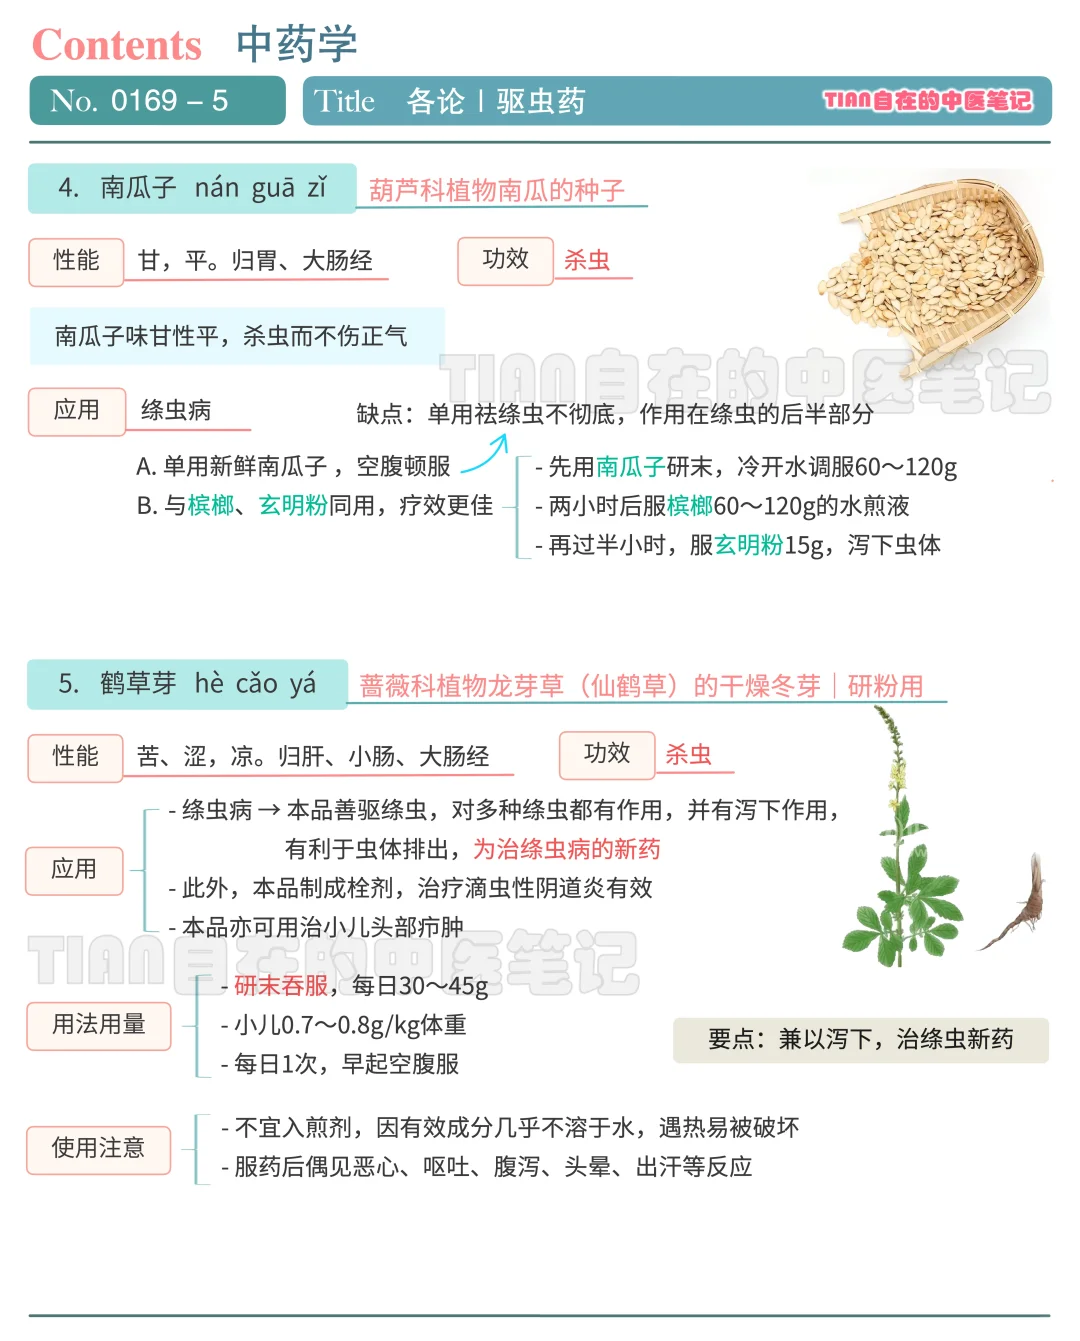 Contents 中药学
No. 0169 – 5 Title 各论 | 驱虫药 TIAN自在的中医笔记
4. 南瓜子 nán guā zǐ 葫芦科植物南瓜的种子
性能 甘，平。归胃、大肠经 功效 杀虫
南瓜子味甘性平，杀虫而不伤正气
TIAN自在的中医笔记
应用 绦虫病 缺点：单用祛绦虫不彻底，作用在绦虫的后半部分
A. 单用新鲜南瓜子 ，空腹顿服
B. 与槟榔、玄明粉同用，疗效更佳
- 先用南瓜子研末，冷开水调服60～120g
- 两小时后服槟榔60～120g的水煎液
- 再过半小时，服玄明粉15g，泻下虫体
5. 鹤草芽 hè cǎo yá 蔷薇科植物龙芽草（仙鹤草）的干燥冬芽｜研粉用
性能 苦、涩，凉。归肝、小肠、大肠经 功效 杀虫
应用
- 绦虫病 → 本品善驱绦虫，对多种绦虫都有作用，并有泻下作用，
有利于虫体排出，为治绦虫病的新药
- 此外，本品制成栓剂，治疗滴虫性阴道炎有效
- 本品亦可用治小儿头部疖肿
TIAN自在的中医笔记
用法用量
- 研末吞服，每日30～45g
- 小儿0.7～0.8g/kg体重
- 每日1次，早起空腹服
要点：兼以泻下，治绦虫新药
使用注意
- 不宜入煎剂，因有效成分几乎不溶于水，遇热易被破坏
- 服药后偶见恶心、呕吐、腹泻、头晕、出汗等反应